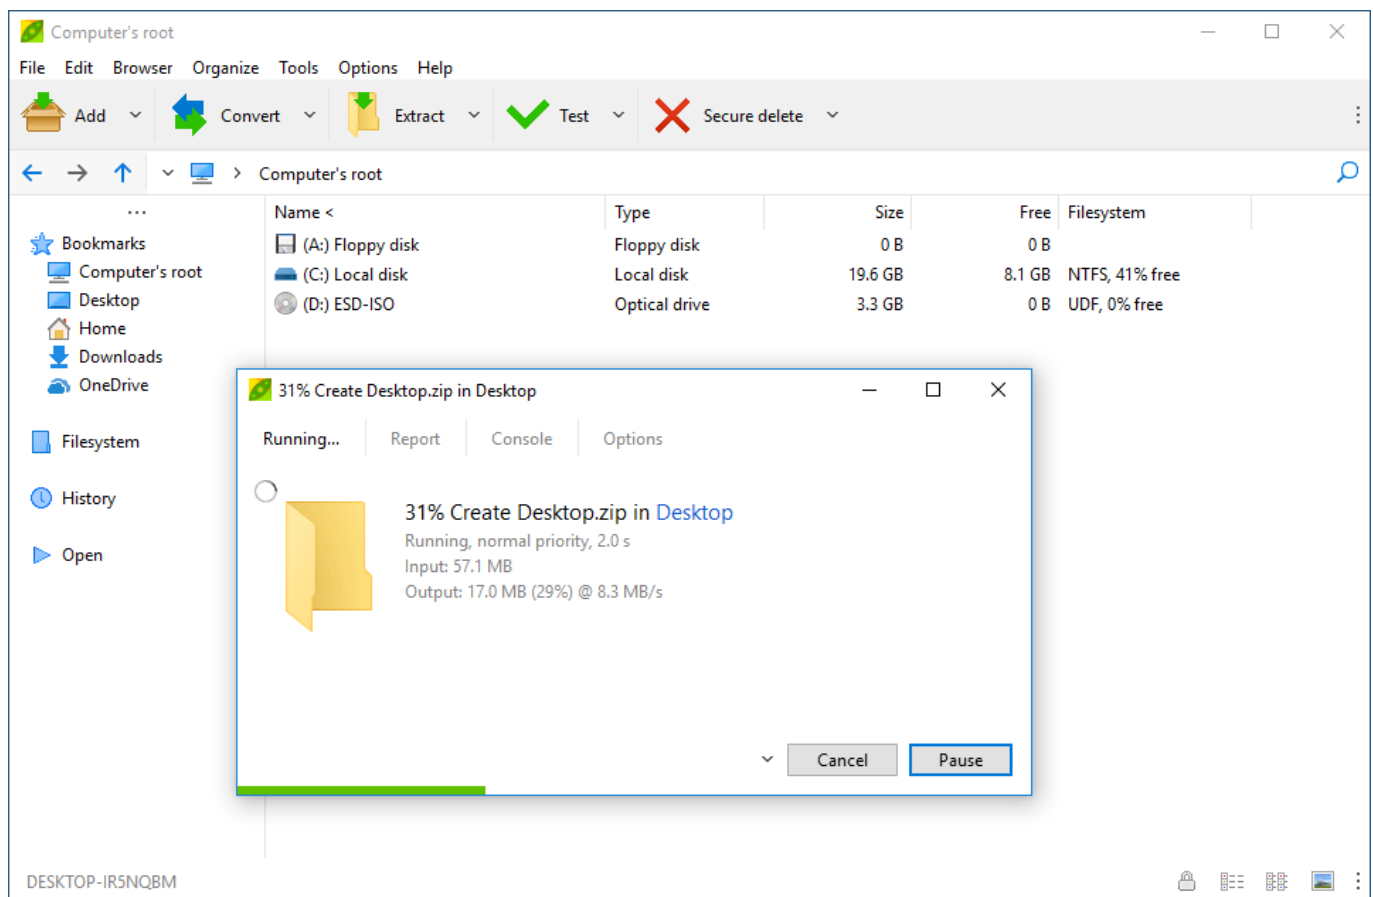 Computer's root
File Edit Browser Organize Tools Options Help
Add Convert Extract Test Secure delete
Computer's root
... Name < Type Size Free Filesystem
Bookmarks (A:) Floppy disk Floppy disk 0 B 0 B
Computer's root (C:) Local disk Local disk 19.6 GB 8.1 GB NTFS, 41% free
Desktop (D:) ESD-ISO Optical drive 3.3 GB 0 B UDF, 0% free
Home
Downloads
OneDrive
Filesystem
History
Open
31% Create Desktop.zip in Desktop
Running... Report Console Options
31% Create Desktop.zip in Desktop
Running, normal priority, 2.0 s
Input: 57.1 MB
Output: 17.0 MB (29%) @ 8.3 MB/s
Cancel Pause
DESKTOP-IR5NQBM